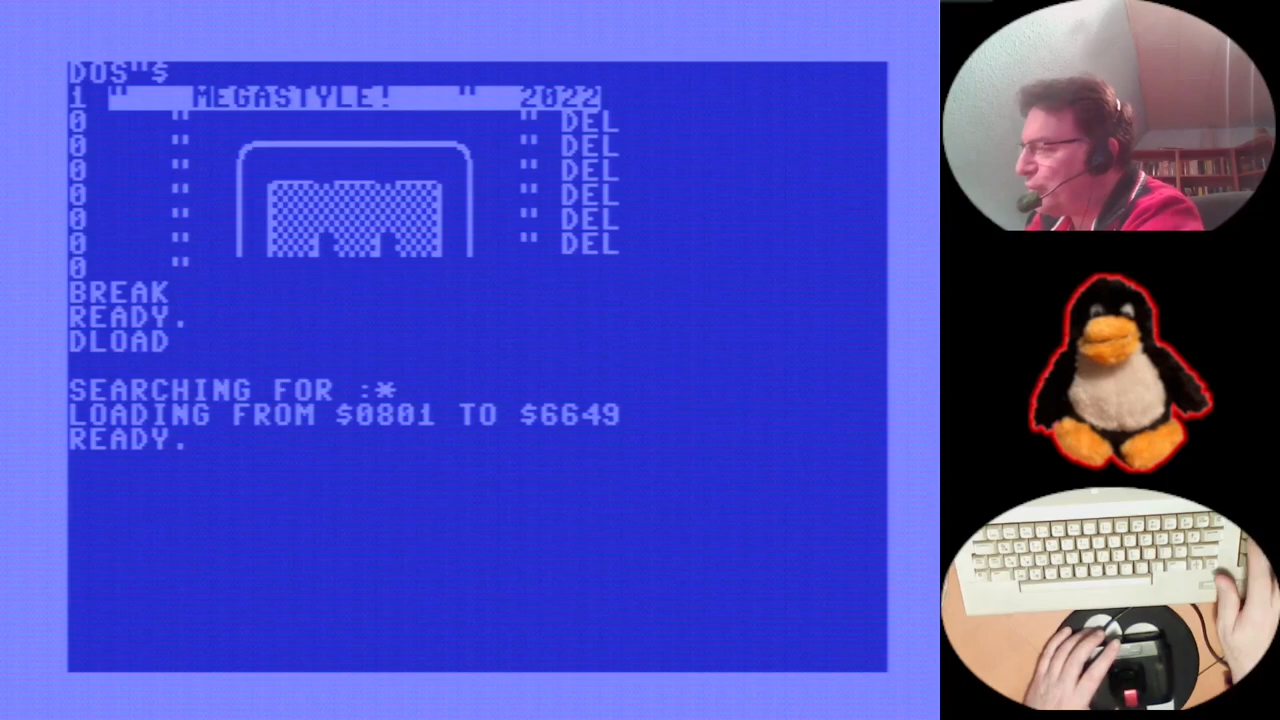 DOS"$
1 "    MEGASTYLE!    " 2022
0 " " DEL
0 " " DEL
0 " " DEL
0 " " DEL
0 " " DEL
0 " " DEL
0 "
BREAK
READY.
DLOAD
SEARCHING FOR :*
LOADING FROM $0801 TO $6649
READY.